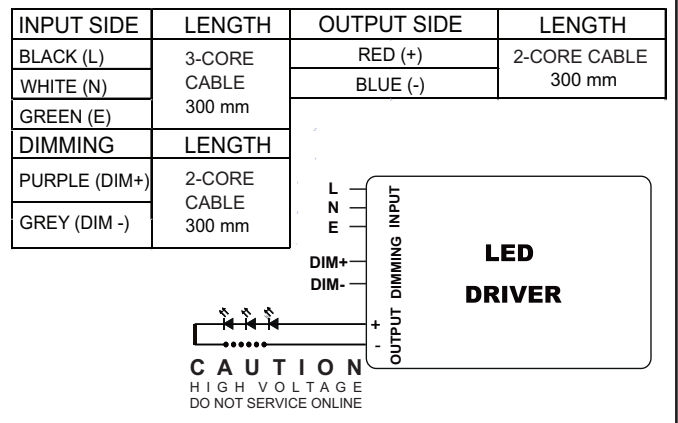 INPUT SIDE LENGTH OUTPUT SIDE LENGTH
BLACK (L) 3-CORE RED (+) 2-CORE CABLE
WHITE (N) CABLE BLUE (-) 300 mm
GREEN (E) 300 mm
DIMMING LENGTH
PURPLE (DIM+) 2-CORE
CABLE
GREY (DIM -) 300 mm
L
N
E
INPUT
DIM+
DIM-
DIMMING
+
-
OUTPUT
LED
DRIVER
CAUTION
HIGH VOLTAGE
DO NOT SERVICE ONLINE